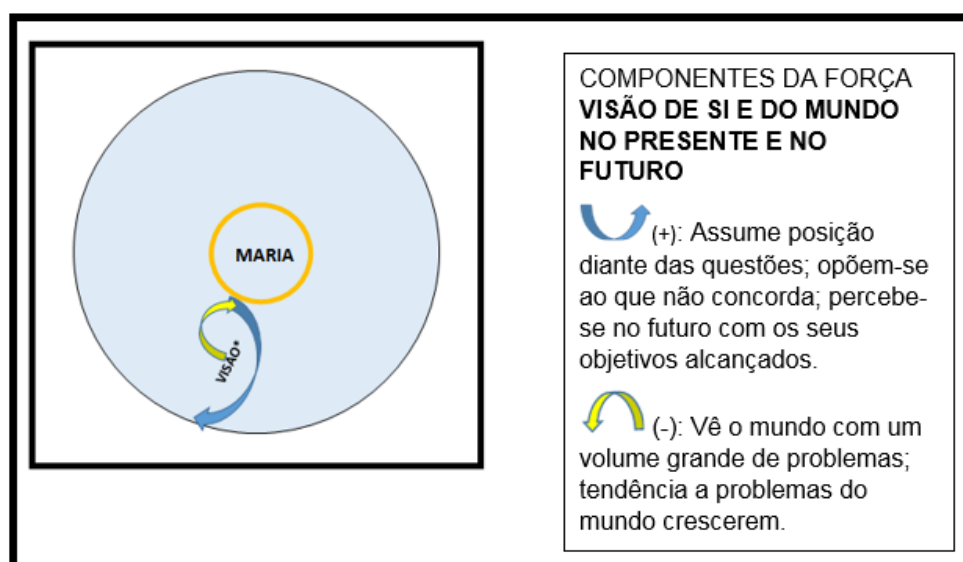 MARIA
VISÃO*
COMPONENTES DA FORÇA
VISÃO DE SI E DO MUNDO
NO PRESENTE E NO
FUTURO
(+): Assume posição
diante das questões; opõem-se
ao que não concorda; percebe-
se no futuro com os seus
objetivos alcançados.
(-): Vê o mundo com um
volume grande de problemas;
tendência a problemas do
mundo crescerem.